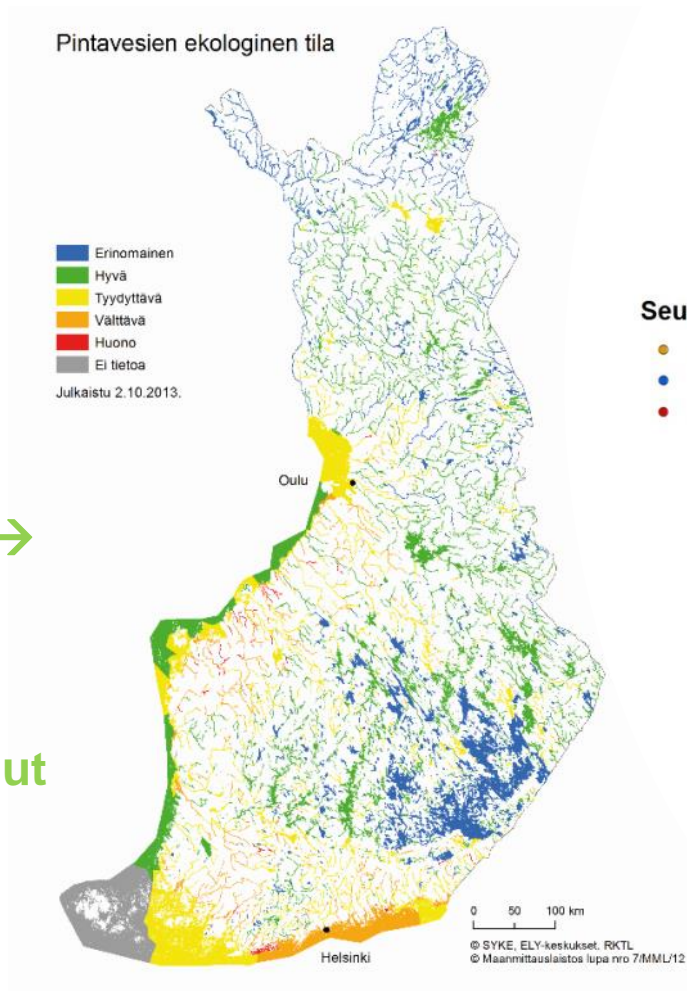 Pintavesien ekologinen tila
Erinomainen
Hyvä
Tyydyttävä
Välttävä
Huono
Ei tietoa
Julkaistu 2.10.2013.
Seu
Oulu
→
ut
0 50 100 km
Helsinki
© SYKE, ELY-keskukset, RKTL
© Maanmittauslaitos lupa nro 7/MML/12